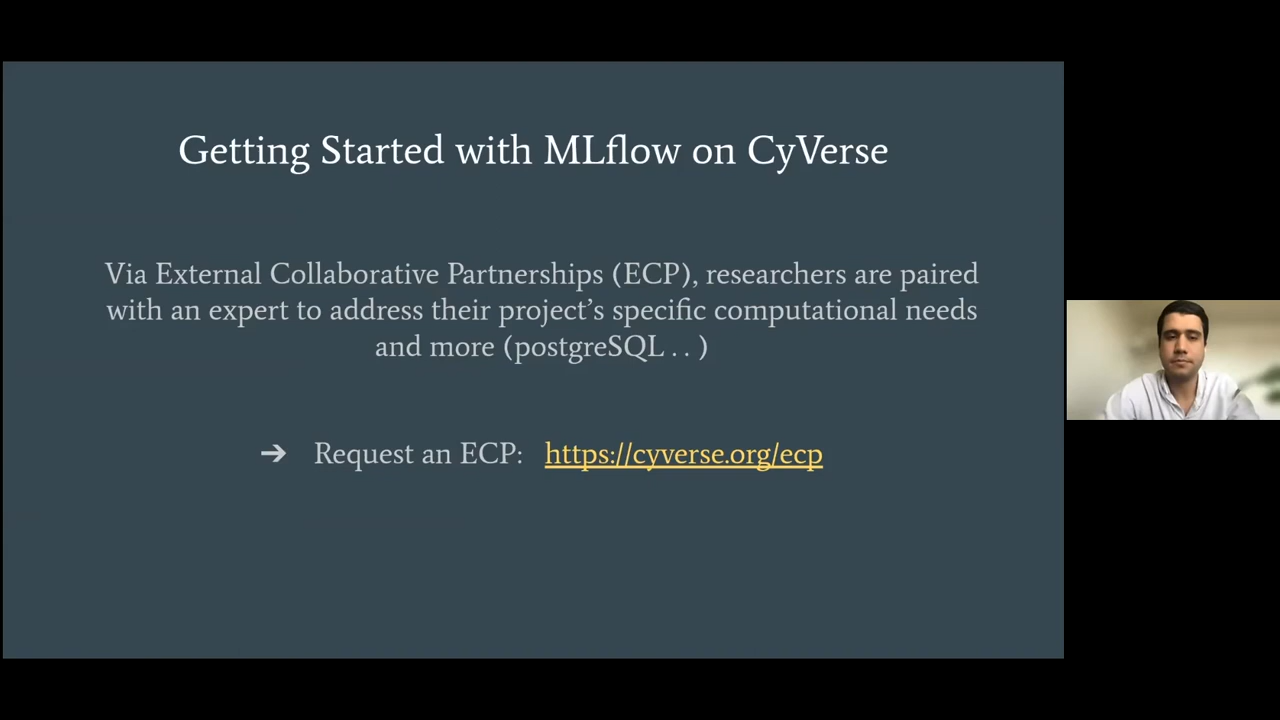 Getting Started with MLflow on CyVerse
Via External Collaborative Partnerships (ECP), researchers are paired
with an expert to address their project’s specific computational needs
and more (postgreSQL . . )
➔ Request an ECP: https://cyverse.org/ecp